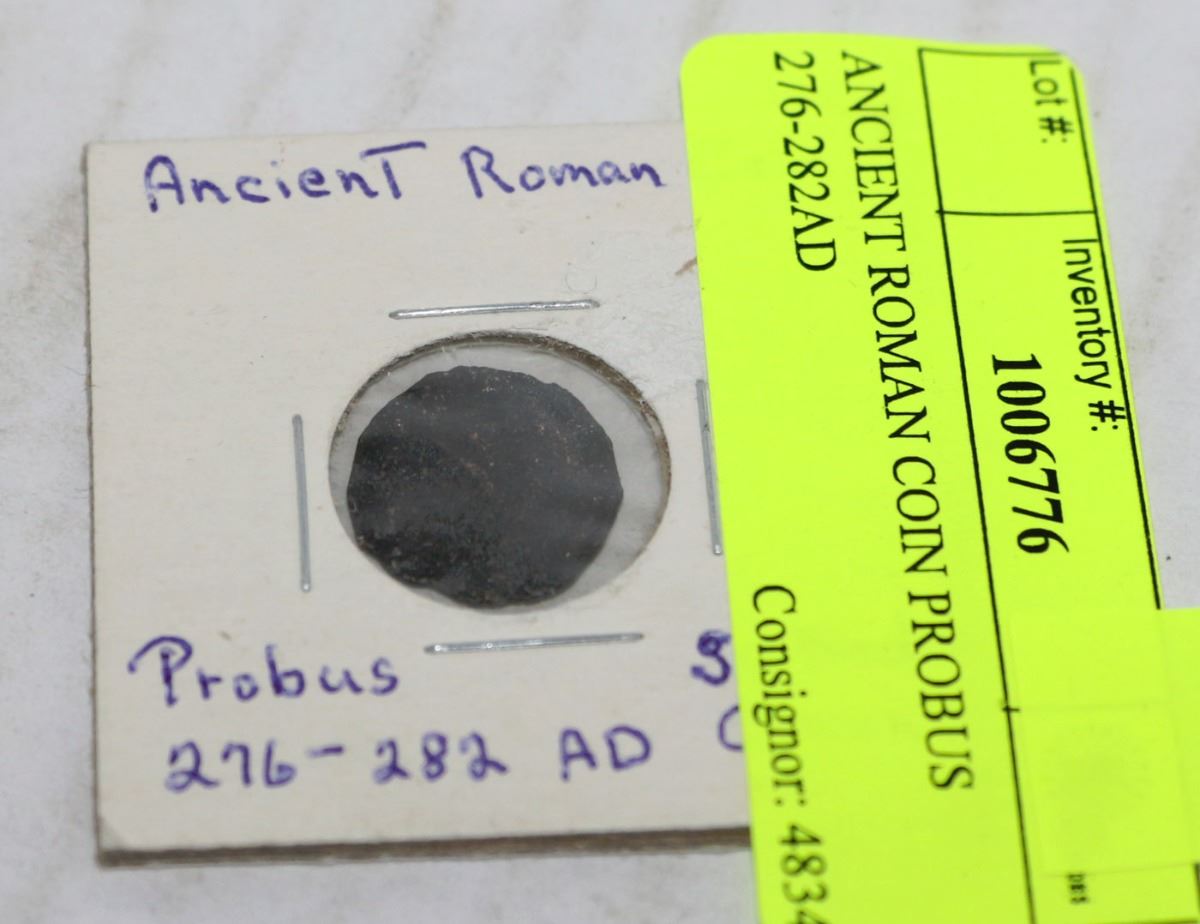 Ancient Roman
Probus
276-282 AD
Lot #:
Inventory #:
1006776
ANCIENT ROMAN COIN PROBUS
276-282AD
Consignor: 4834